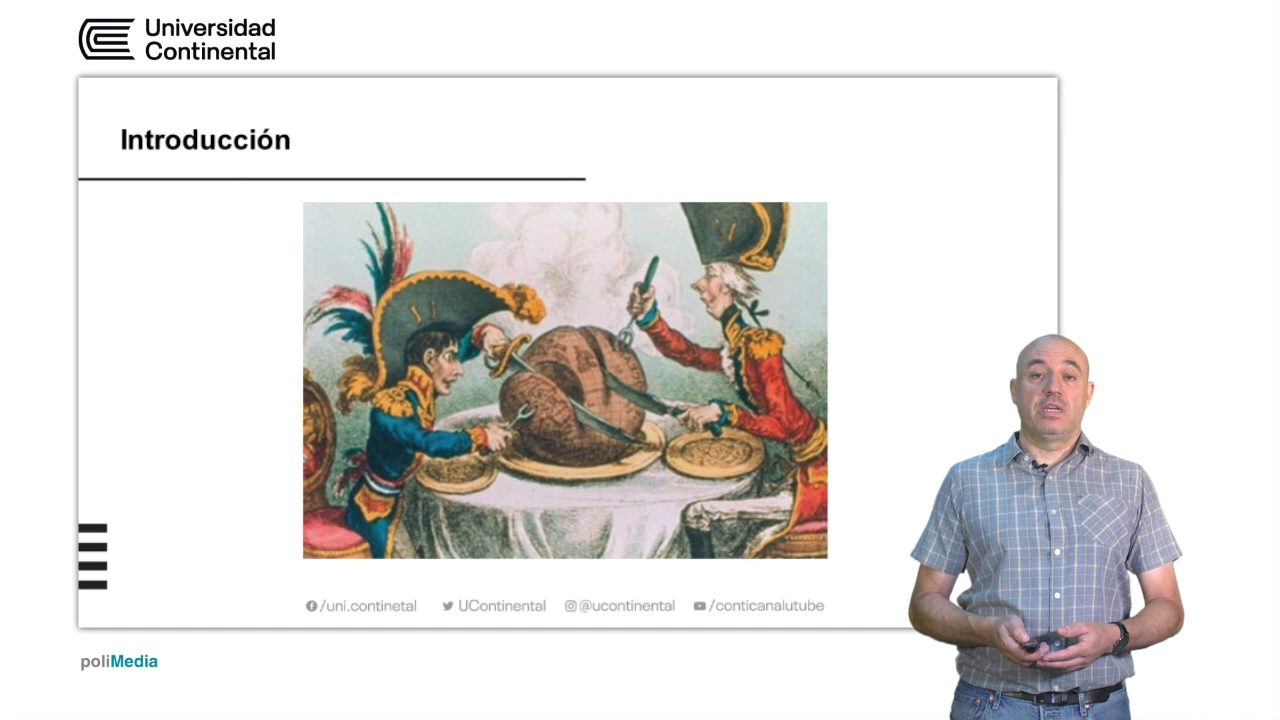 Universidad
Continental
Introducción
/uni.continetal UContinental @ucontinental /conticanalutube
poliMedia